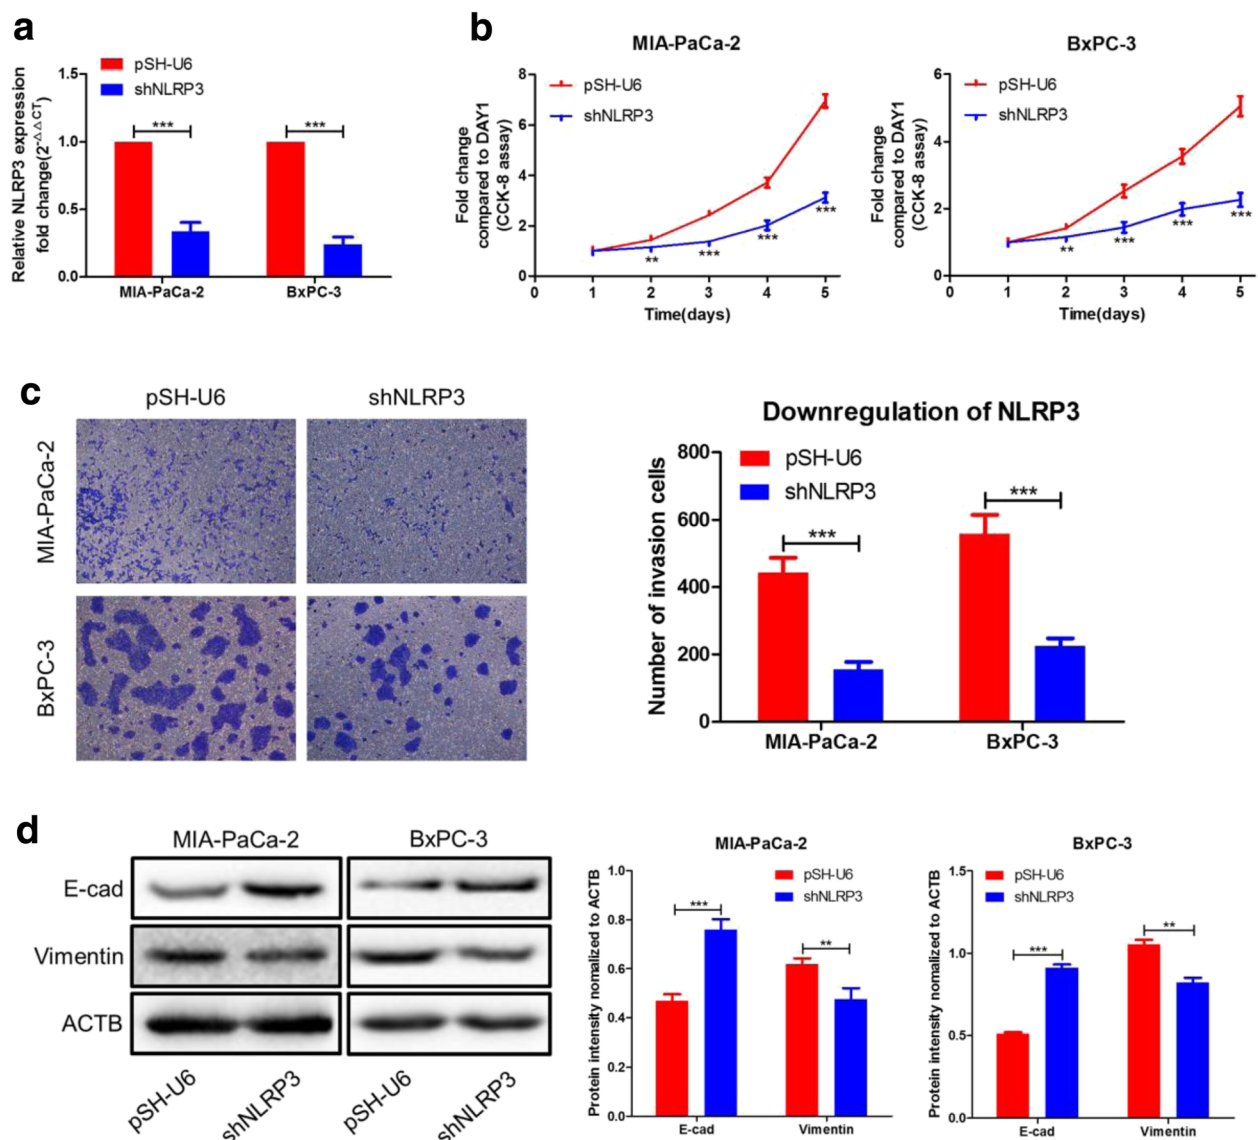 a
Relative NLRP3 expression
fold change(2^-△△CT)
pSH-U6
shNLRP3
1.5
1.0
0.5
0.0
***
***
MIA-PaCa-2
BxPC-3
b
MIA-PaCa-2
Fold change
compared to DAY1
(CCK-8 assay)
pSH-U6
shNLRP3
8
6
4
2
0
**
***
***
***
0
1
2
3
4
5
Time(days)
BxPC-3
Fold change
compared to DAY1
(CCK-8 assay)
pSH-U6
shNLRP3
6
4
2
0
**
***
***
***
0
1
2
3
4
5
Time(days)
c
pSH-U6
shNLRP3
MIA-PaCa-2
BxPC-3
Downregulation of NLRP3
Number of invasion cells
pSH-U6
shNLRP3
800
600
400
200
0
***
***
MIA-PaCa-2
BxPC-3
d
MIA-PaCa-2
BxPC-3
E-cad
Vimentin
ACTB
pSH-U6
shNLRP3
pSH-U6
shNLRP3
MIA-PaCa-2
Protein intensity nomalized to ACTB
pSH-U6
shNLRP3
1.0
0.8
0.6
0.4
0.2
0.0
***
**
E-cad
Vimentin
BxPC-3
Protein intensity nomalized to ACTB
pSH-U6
shNLRP3
1.5
1.0
0.5
0.0
***
**
E-cad
Vimentin